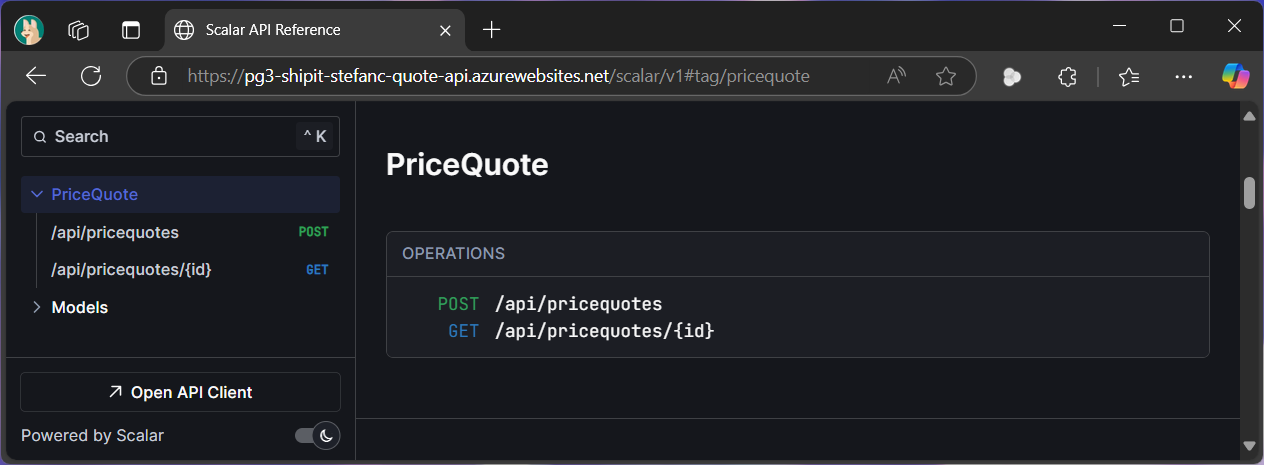 Scalar API Reference
https://pg3-shipit-stefanc-quote-api.azurewebsites.net/scalar/v1#tag/pricequote
Search ^ K
PriceQuote
/api/pricequotes POST
/api/pricequotes/{id} GET
Models
Open API Client
Powered by Scalar
PriceQuote
OPERATIONS
POST /api/pricequotes
GET /api/pricequotes/{id}